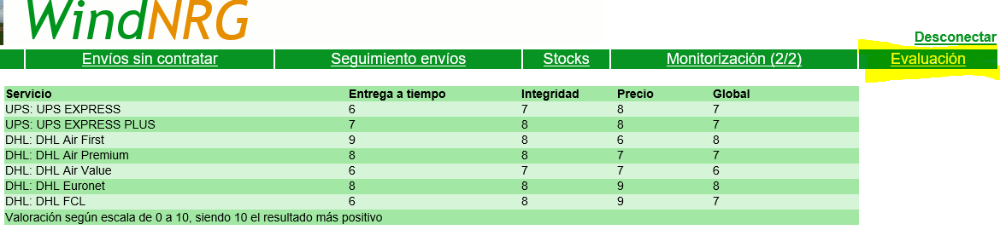 WindNRG
Desconectar
Envíos sin contratar Seguimiento envíos Stocks Monitorización (2/2) Evaluación
Servicio Entrega a tiempo Integridad Precio Global
UPS: UPS EXPRESS 6 7 8 7
UPS: UPS EXPRESS PLUS 7 8 8 7
DHL: DHL Air First 9 8 6 8
DHL: DHL Air Premium 8 8 7 7
DHL: DHL Air Value 6 7 7 6
DHL: DHL Euronet 8 8 9 8
DHL: DHL FCL 6 8 9 7
Valoración según escala de 0 a 10, siendo 10 el resultado más positivo